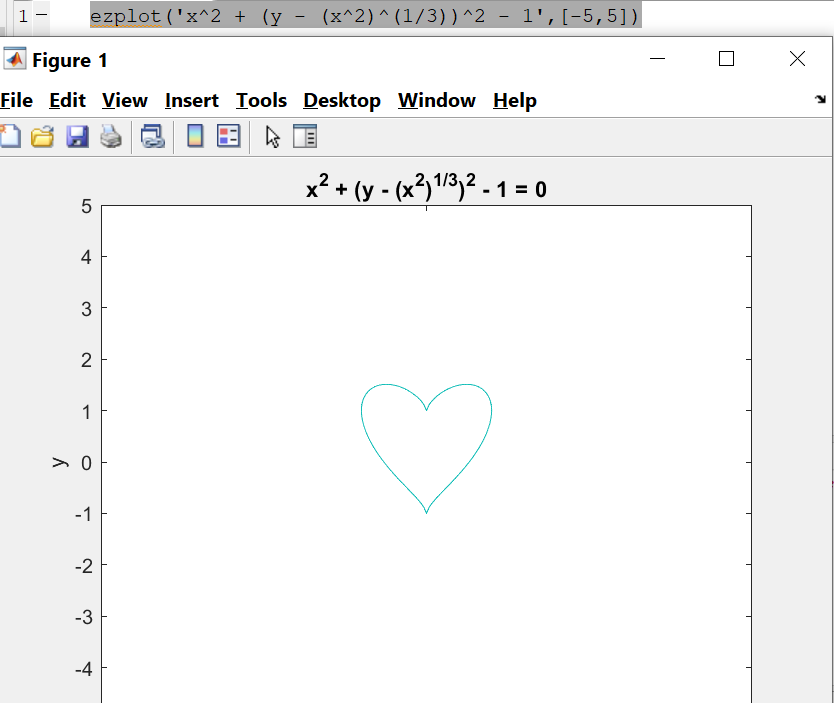 1 ezplot('x^2 + (y - (x^2)^(1/3))^2 - 1',[-5,5])
Figure 1
File Edit View Insert Tools Desktop Window Help
x² + (y - (x²)^1/3)² - 1 = 0
5
4
3
2
1
y
0
-1
-2
-3
-4